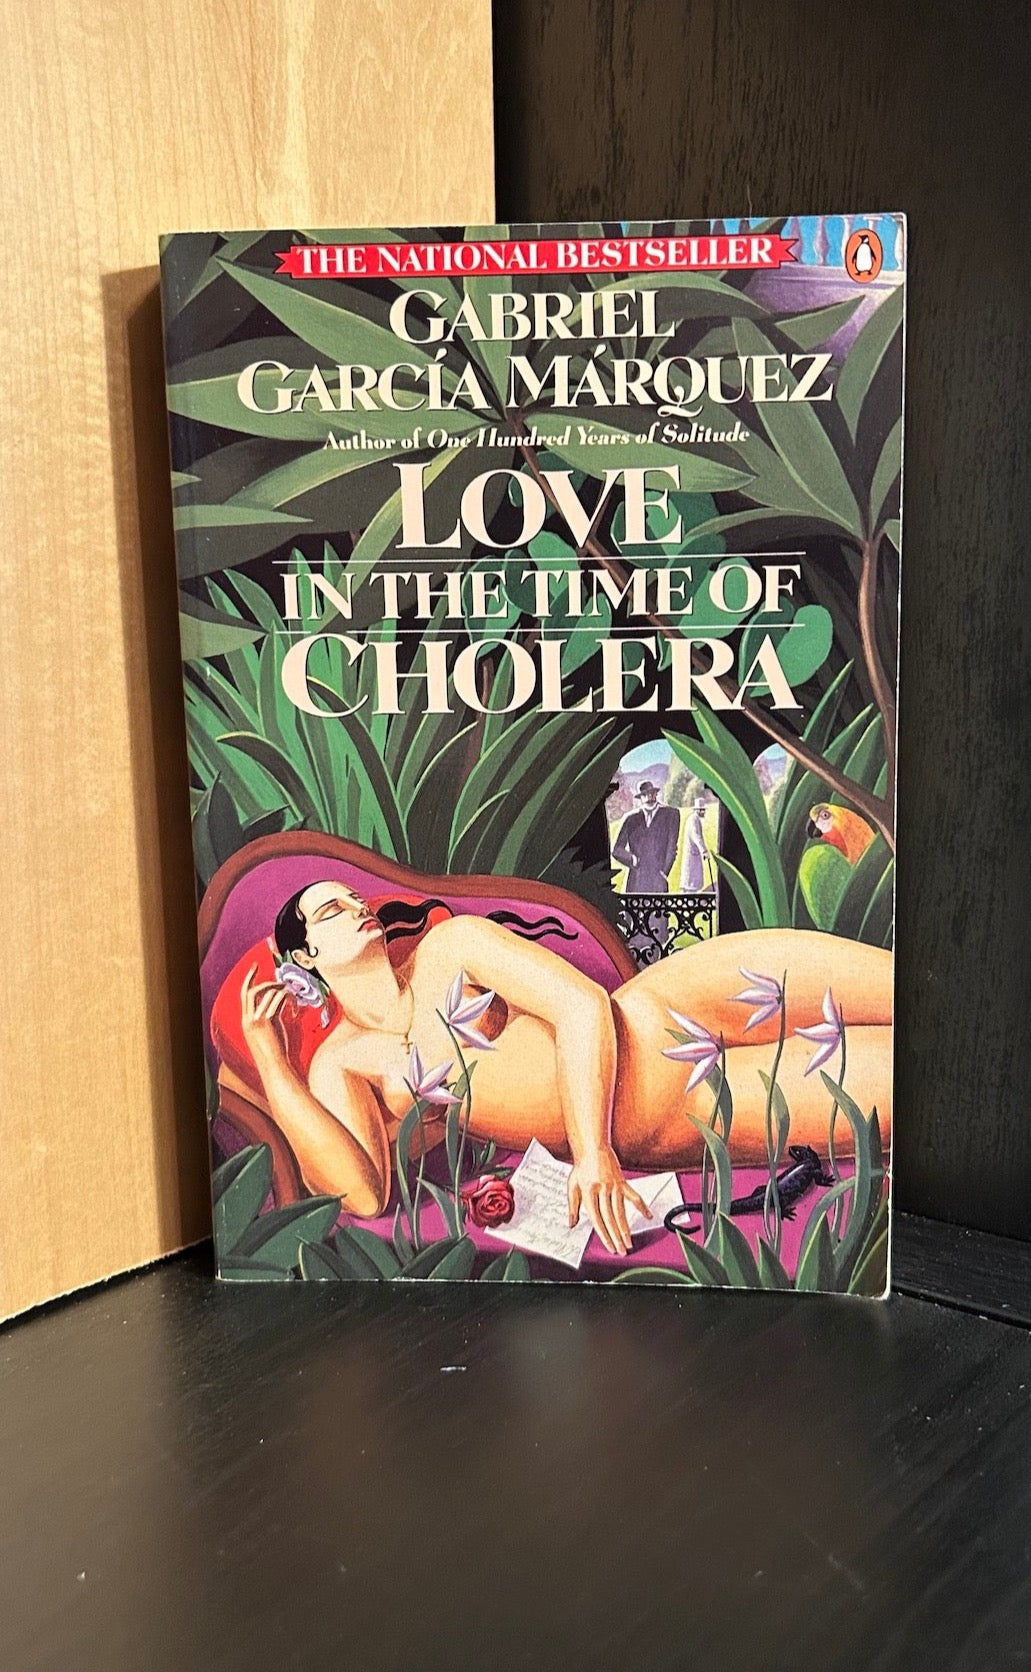 THE NATIONAL BESTSELLER
GABRIEL
GARCÍA MÁRQUEZ
Author of One Hundred Years of Solitude
LOVE
IN THE TIME OF
CHOLERA